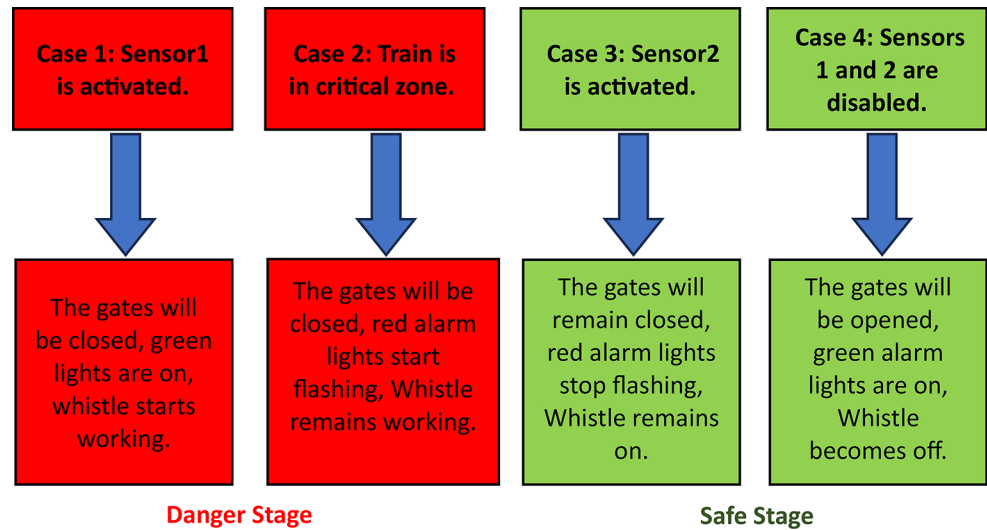 Case 1: Sensor1
is activated.
Case 2: Train is
in critical zone.
Case 3: Sensor2
is activated.
Case 4: Sensors
1 and 2 are
disabled.
The gates will
be closed, green
lights are on,
whistle starts
working.
The gates will be
closed, red alarm
lights start
flashing, Whistle
remains working.
The gates will
remain closed,
red alarm lights
stop flashing,
Whistle remains
on.
The gates will
be opened,
green alarm
lights are on,
Whistle
becomes off.
Danger Stage
Safe Stage